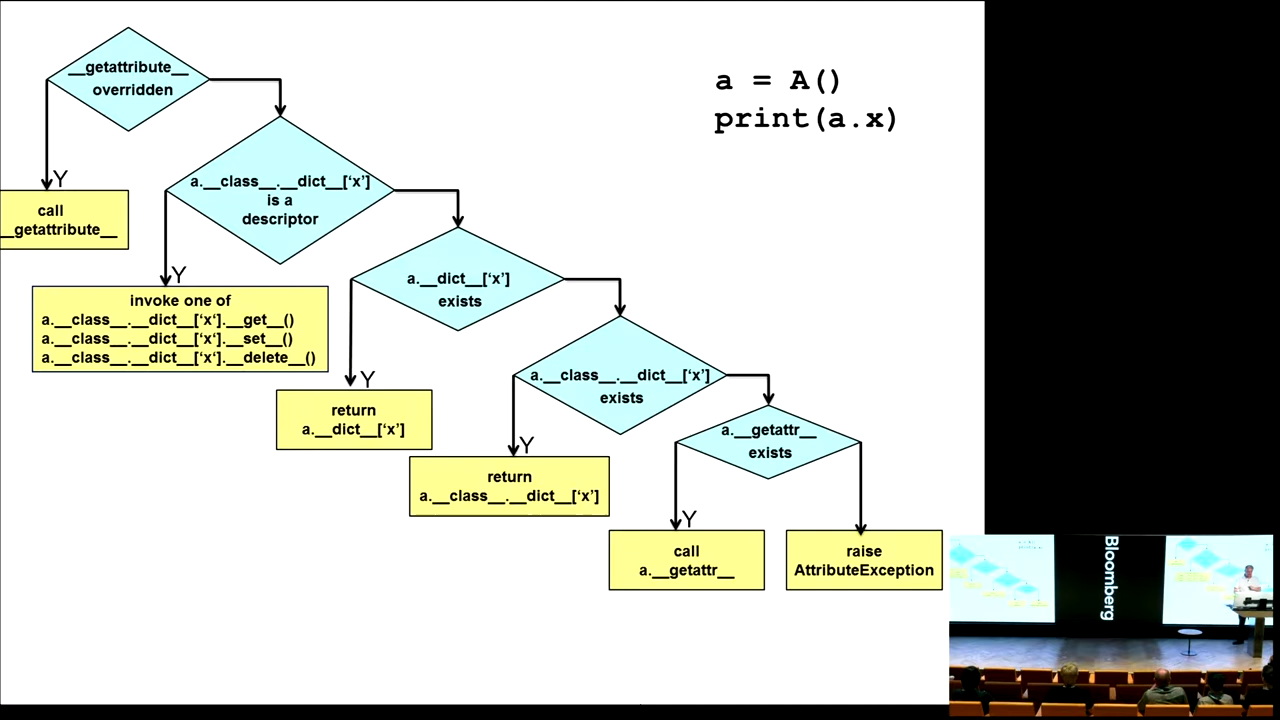 __getattribute__
overridden
a = A()
print(a.x)
Y
call
__getattribute__
a.__class__.__dict__[‘x’]
is a
descriptor
Y
invoke one of
a.__class__.__dict__[‘x‘].__get__()
a.__class__.__dict__[‘x‘].__set__()
a.__class__.__dict__[‘x‘].__delete__()
a.__dict__[‘x’]
exists
Y
return
a.__dict__[‘x’]
a.__class__.__dict__[‘x’]
exists
Y
return
a.__class__.__dict__[‘x’]
a.__getattr__
exists
Y
call
a.__getattr__
raise
AttributeException
Bloomberg